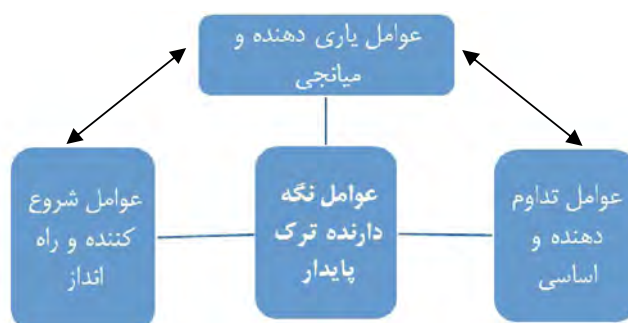 عوامل یاری دهنده و
میانجی
عوامل تداوم
دهنده و
اساسی
عوامل نگه
دارنده ترک
پایدار
عوامل شروع
کننده و راه
انداز